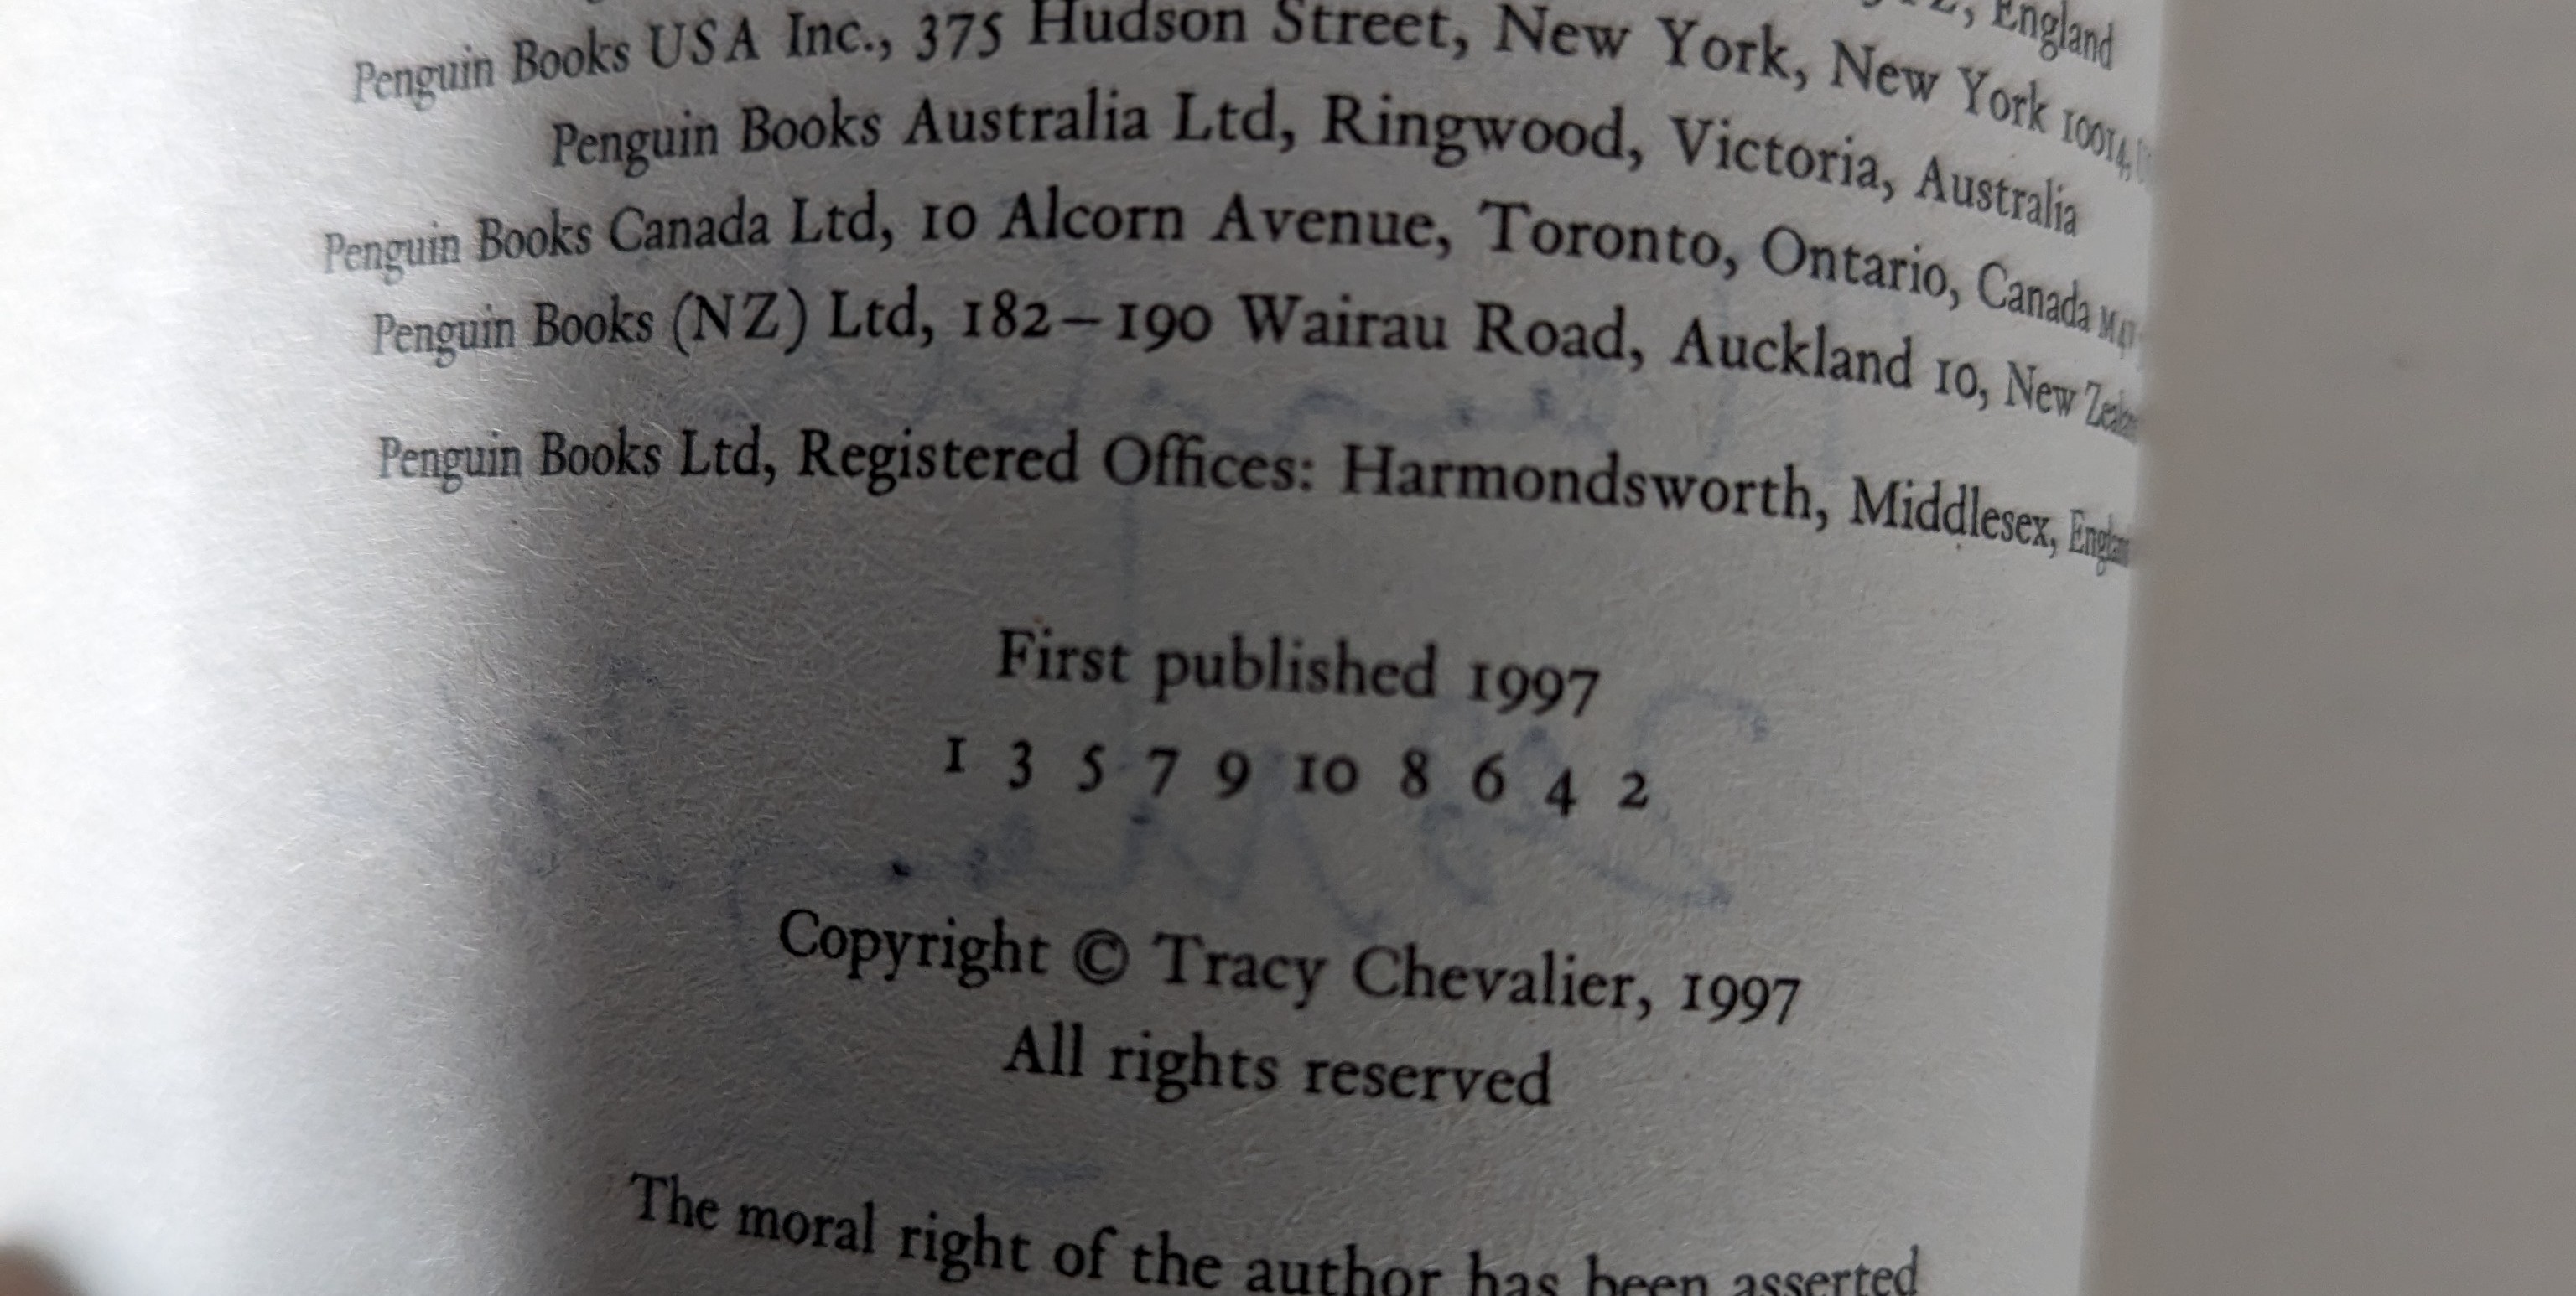 England
Penguin Books USA Inc., 375 Hudson Street, New York, New York 10014,
Penguin Books Australia Ltd, Ringwood, Victoria, Australia
Penguin Books Canada Ltd, 10 Alcorn Avenue, Toronto, Ontario, Canada
Penguin Books (NZ) Ltd, 182–190 Wairau Road, Auckland 10, New
Penguin Books Ltd, Registered Offices: Harmondsworth, Middlesex,
First published 1997
1 3 5 7 9 10 8 6 4 2
Copyright © Tracy Chevalier, 1997
All rights reserved
The moral right of the author has been asserted